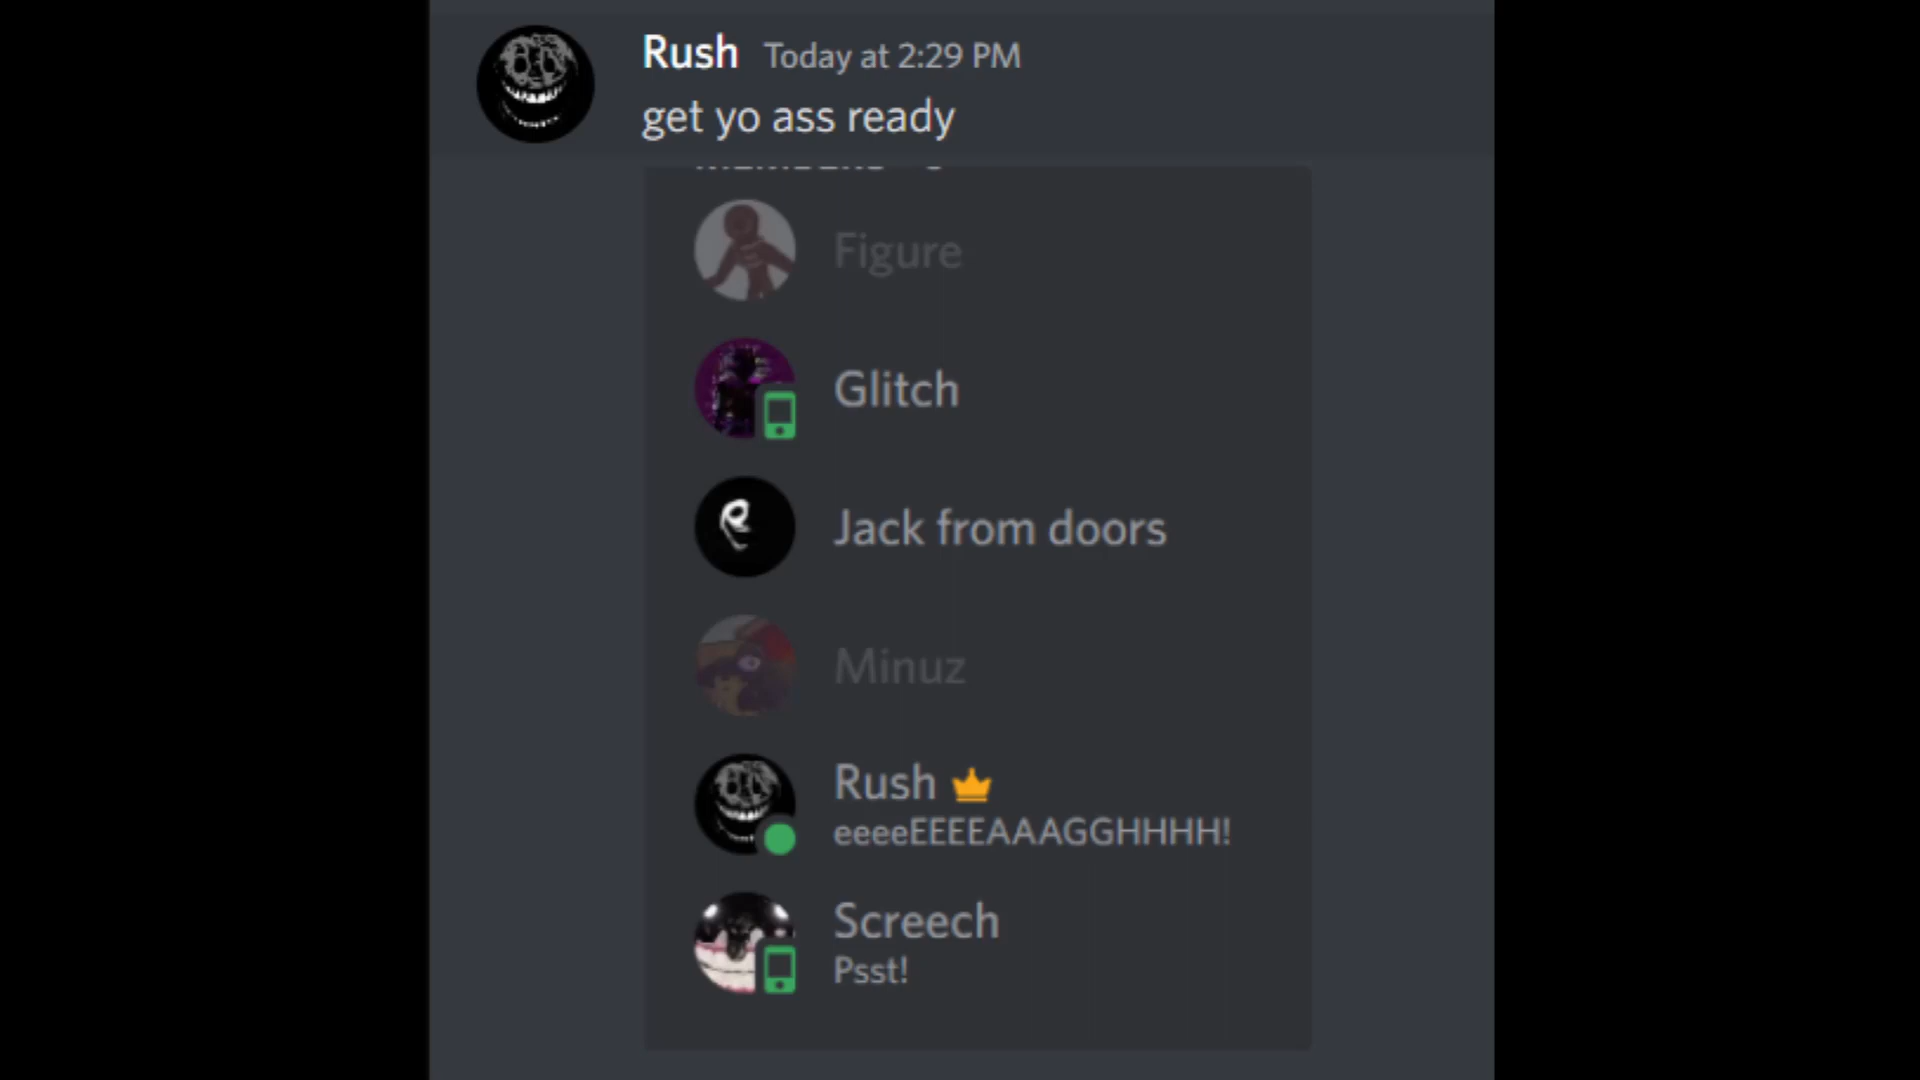 Rush Today at 2:29 PM
get yo ass ready
Figure
Glitch
Jack from doors
Minuz
Rush
eeeeEEEEAAAGGHHHH!
Screech
Psst!